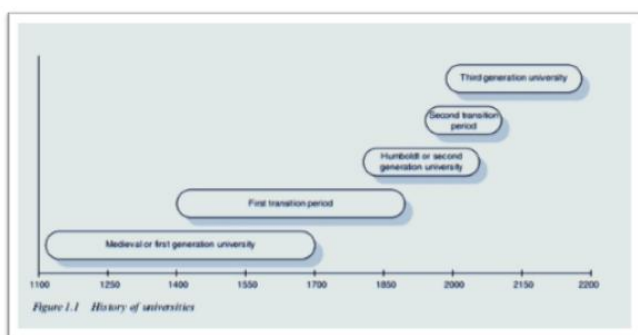 Third generation university
Second transition
period
Humboldt or second
generation university
First transition period
Medieval or first generation university
1100 1250 1400 1550 1700 1850 2000 2150 2200
Figure 1.1 History of universities